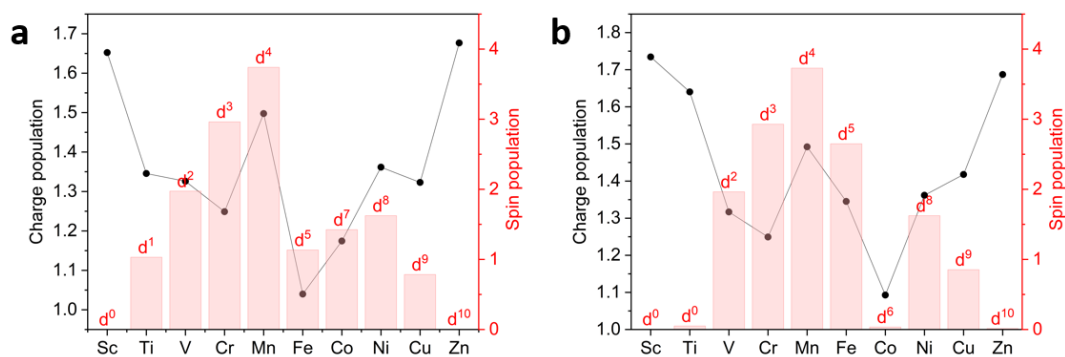 a
Charge population
1.7
1.6
1.5
1.4
1.3
1.2
1.1
1.0
d⁰
d¹
d²
d³
d⁴
d⁵
d⁷
d⁸
d⁹
d¹⁰
4
3
2
1
0
Spin population
Sc Ti V Cr Mn Fe Co Ni Cu Zn
b
Charge population
1.8
1.7
1.6
1.5
1.4
1.3
1.2
1.1
1.0
d⁰
d⁰
d²
d³
d⁴
d⁵
d⁶
d⁸
d⁹
d¹⁰
4
3
2
1
0
Spin population
Sc Ti V Cr Mn Fe Co Ni Cu Zn